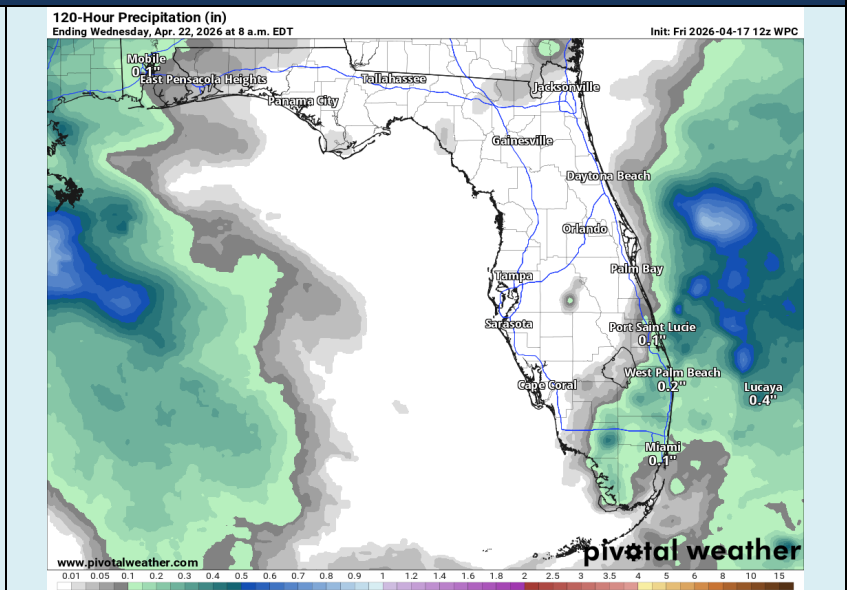 120-Hour Precipitation (in)
Ending Wednesday, Apr. 22, 2026 at 8 a.m. EDT
Init: Fri 2026-04-17 12z WPC
Mobile
0.1"
East Pensacola Heights
Tallahassee
Panama City
Jacksonville
Gainesville
Daytona Beach
Orlando
Tampa
Palm Bay
Sarasota
Port Saint Lucie
0.1"
West Palm Beach
0.2"
Cape Coral
Lucaya
0.4"
Miami
0.1"
www.pivotalweather.com
pivotal weather
0.01 0.05 0.1 0.2 0.3 0.4 0.5 0.6 0.7 0.8 0.9 1 1.2 1.4 1.6 1.8 2 2.5 3 3.5 4 5 6 8 10 15